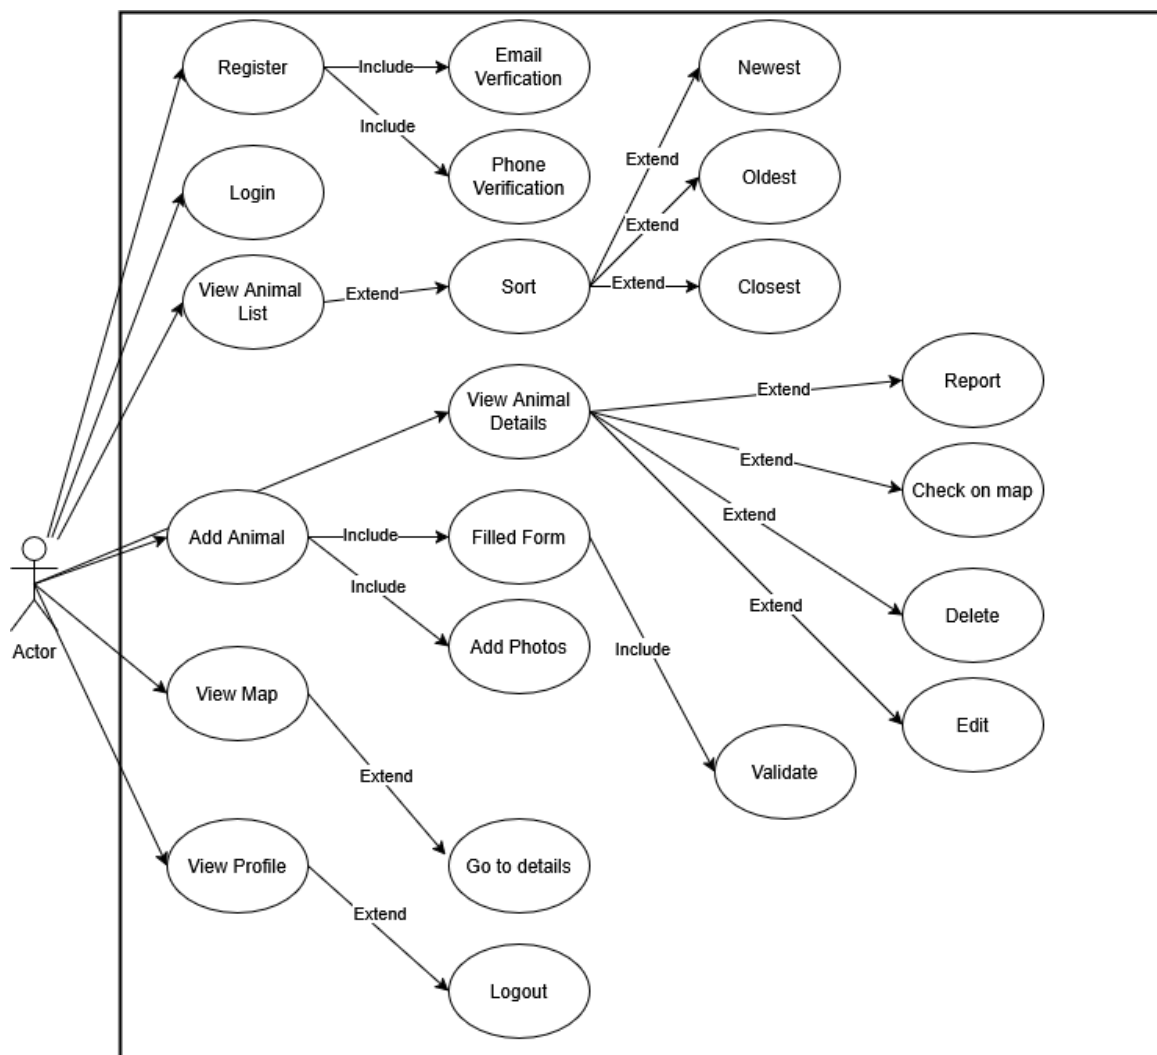 Register
Include
Email
Verfication
Newest
Include
Extend
Phone
Verification
Oldest
Login
Extend
View Animal
List
Extend
Sort
Extend
Closest
View Animal
Details
Extend
Report
Extend
Check on map
Extend
Add Animal
Include
Filled Form
Include
Extend
Delete
Actor
Add Photos
Include
View Map
Edit
Extend
Validate
View Profile
Go to details
Extend
Logout